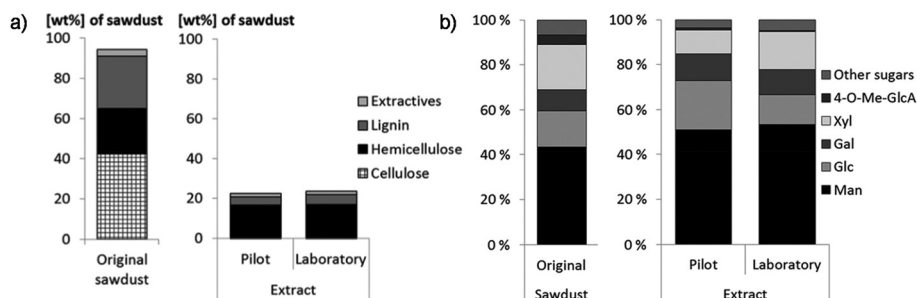 a)
[wt%] of sawdust
[wt%] of sawdust
100
80
60
40
20
0
Original
sawdust
100
80
60
40
20
0
Pilot
Laboratory
Extract
Extractives
Lignin
Hemicellulose
Cellulose
b)
100 %
80 %
60 %
40 %
20 %
0 %
Original
Sawdust
100 %
80 %
60 %
40 %
20 %
0 %
Pilot
Laboratory
Extract
Other sugars
4-O-Me-GlcA
Xyl
Gal
Glc
Man